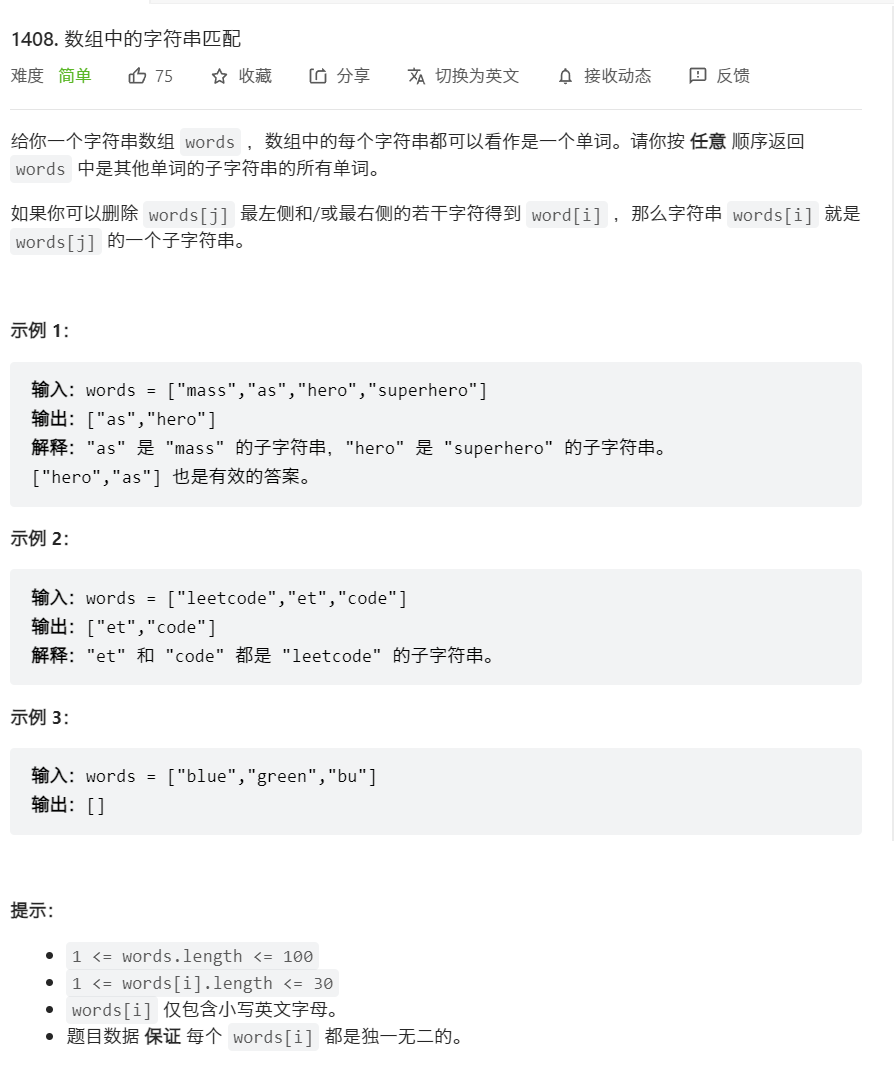 1408. 数组中的字符串匹配
难度 简单 75 收藏 分享 切换为英文 接收动态 反馈
给你一个字符串数组 words ，数组中的每个字符串都可以看作是一个单词。请你按 任意 顺序返回
words 中是其他单词的子字符串的所有单词。
如果你可以删除 words[j] 最左侧和/或最右侧的若干字符得到 word[i] ，那么字符串 words[i] 就是
words[j] 的一个子字符串。
示例 1：
输入：words = ["mass","as","hero","superhero"]
输出：["as","hero"]
解释："as" 是 "mass" 的子字符串，"hero" 是 "superhero" 的子字符串。
["hero","as"] 也是有效的答案。
示例 2：
输入：words = ["leetcode","et","code"]
输出：["et","code"]
解释："et" 和 "code" 都是 "leetcode" 的子字符串。
示例 3：
输入：words = ["blue","green","bu"]
输出：[]
提示：
1 <= words.length <= 100
1 <= words[i].length <= 30
words[i] 仅包含小写英文字母。
题目数据 保证 每个 words[i] 都是独一无二的。